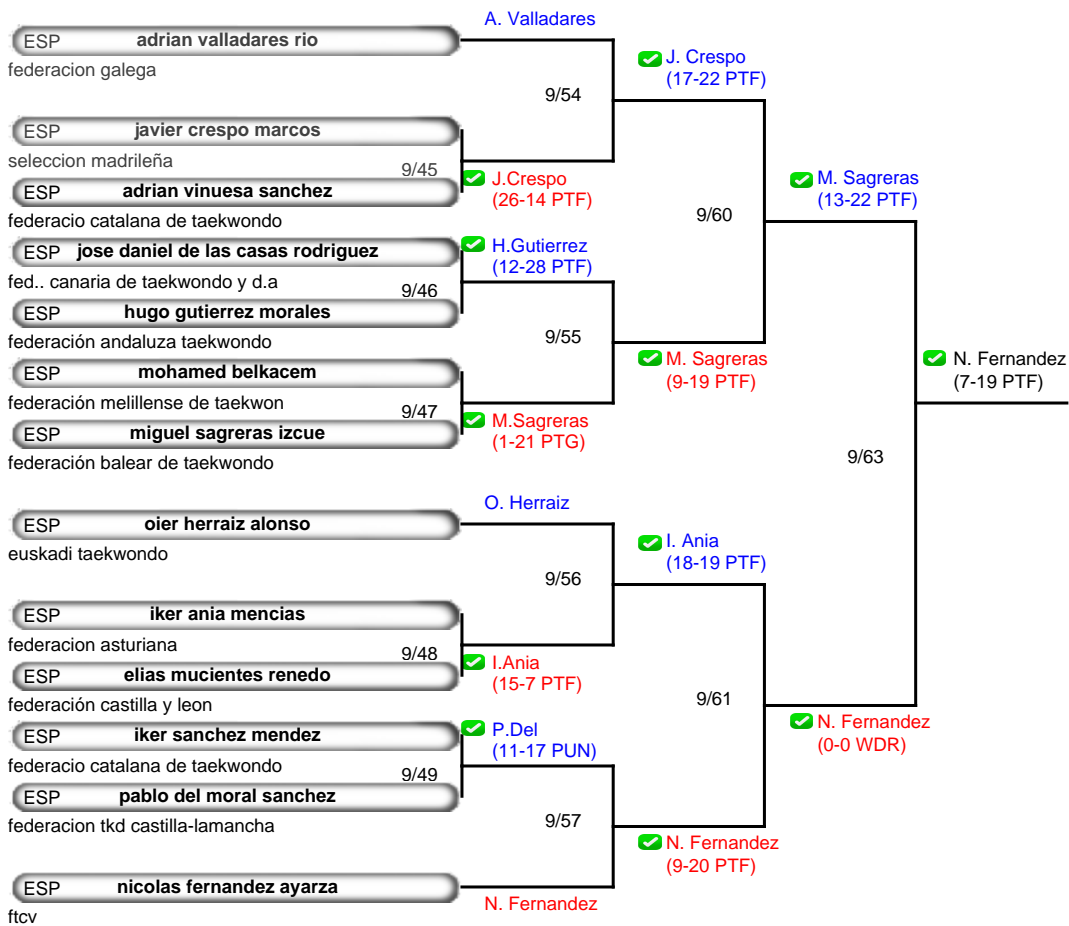 A. Valladares
ESP adrian valladares rio
federacion galega
J. Crespo
(17-22 PTF)
9/54
ESP javier crespo marcos
seleccion madrileña
9/45
J.Crespo
(26-14 PTF)
ESP adrian vinuesa sanchez
federacio catalana de taekwondo
M. Sagreras
(13-22 PTF)
9/60
ESP jose daniel de las casas rodriguez
H.Gutierrez
(12-28 PTF)
fed.. canaria de taekwondo y d.a
9/46
ESP hugo gutierrez morales
federación andaluza taekwondo
9/55
M. Sagreras
(9-19 PTF)
N. Fernandez
(7-19 PTF)
ESP mohamed belkacem
federación melillense de taekwon
9/47
M.Sagreras
(1-21 PTG)
ESP miguel sagreras izcue
federación balear de taekwondo
9/63
O. Herraiz
ESP oier herraiz alonso
euskadi taekwondo
I. Ania
(18-19 PTF)
9/56
ESP iker ania mencias
federacion asturiana
9/48
I.Ania
(15-7 PTF)
ESP elias mucientes renedo
federación castilla y leon
9/61
N. Fernandez
(0-0 WDR)
ESP iker sanchez mendez
P.Del
(11-17 PUN)
federacio catalana de taekwondo
9/49
ESP pablo del moral sanchez
federacion tkd castilla-lamancha
9/57
N. Fernandez
(9-20 PTF)
ESP nicolas fernandez ayarza
N. Fernandez
ftcv